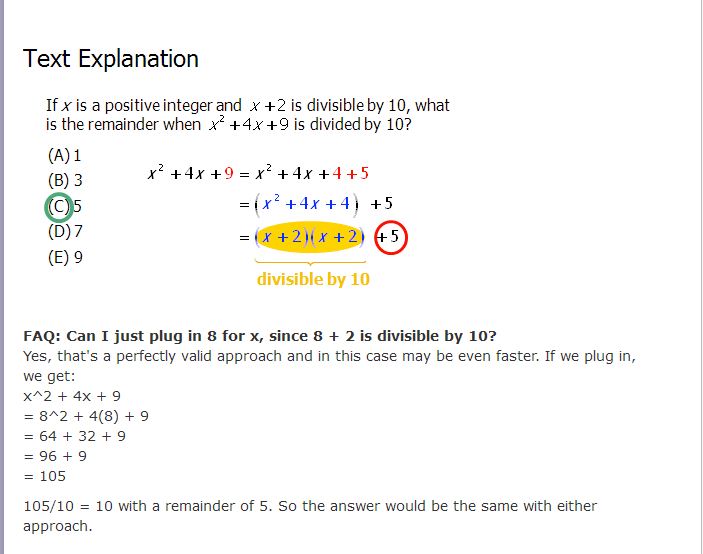 Text Explanation
If x is a positive integer and x + 2 is divisible by 10, what
is the remainder when x² + 4x + 9 is divided by 10?
(A) 1
(B) 3
(C) 5
(D) 7
(E) 9
x² + 4x + 9 = x² + 4x + 4 + 5
= (x² + 4x + 4) + 5
= (x + 2)(x + 2) + 5
divisible by 10
FAQ: Can I just plug in 8 for x, since 8 + 2 is divisible by 10?
Yes, that's a perfectly valid approach and in this case may be even faster. If we plug in,
we get:
x^2 + 4x + 9
= 8^2 + 4(8) + 9
= 64 + 32 + 9
= 96 + 9
= 105
105/10 = 10 with a remainder of 5. So the answer would be the same with either
approach.